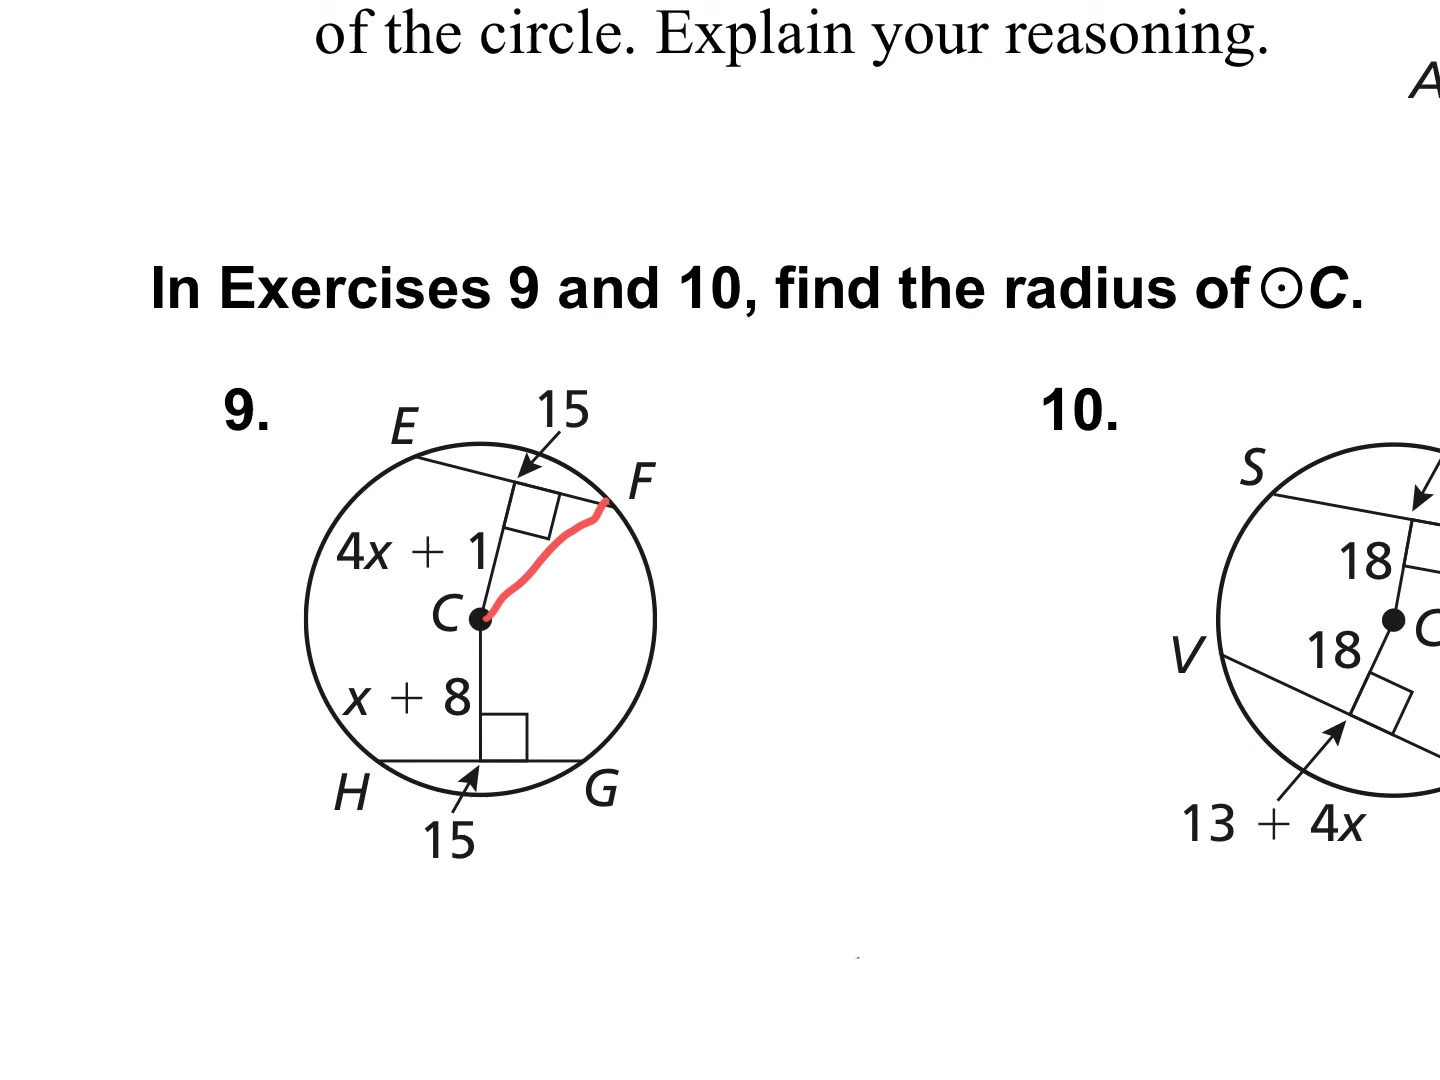 of the circle. Explain your reasoning.
A
In Exercises 9 and 10, find the radius of ⊙C.
9.
E
15
F
4x + 1
C
x + 8
H
G
15
10.
S
18
C
V
18
13 + 4x